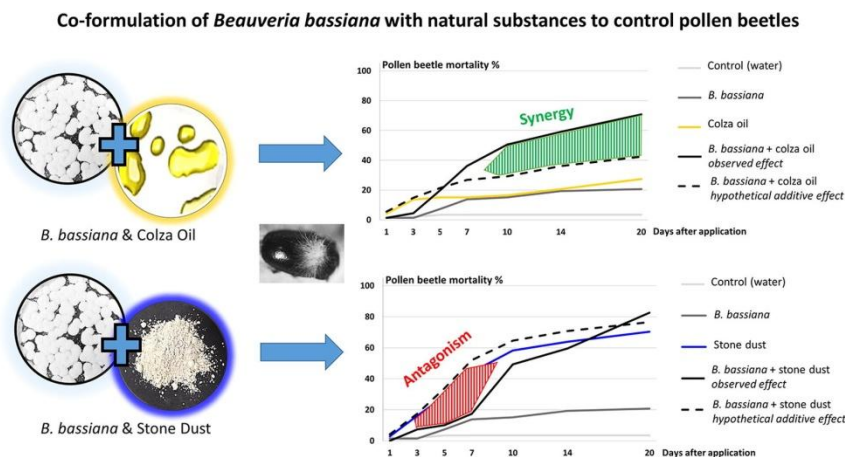 Co-formulation of Beauveria bassiana with natural substances to control pollen beetles
B. bassiana & Colza Oil
Pollen beetle mortality %
100
80
60
40
20
0
1
3
5
7
10
14
20
Days after application
Synergy
Control (water)
B. bassiana
Colza oil
B. bassiana + colza oil
observed effect
B. bassiana + colza oil
hypothetical additive effect
B. bassiana & Stone Dust
Pollen beetle mortality %
100
80
60
40
20
0
1
3
5
7
10
14
20
Days after application
Antagonism
Control (water)
B. bassiana
Stone dust
B. bassiana + stone dust
observed effect
B. bassiana + stone dust
hypothetical additive effect